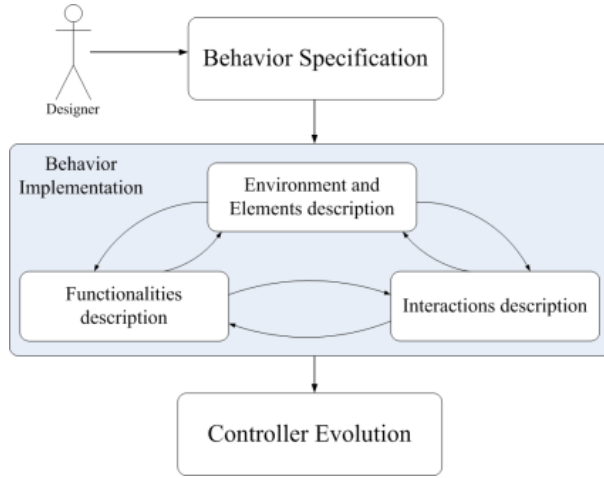 Designer
Behavior Specification
Behavior
Implementation
Environment and
Elements description
Functionalities
description
Interactions description
Controller Evolution